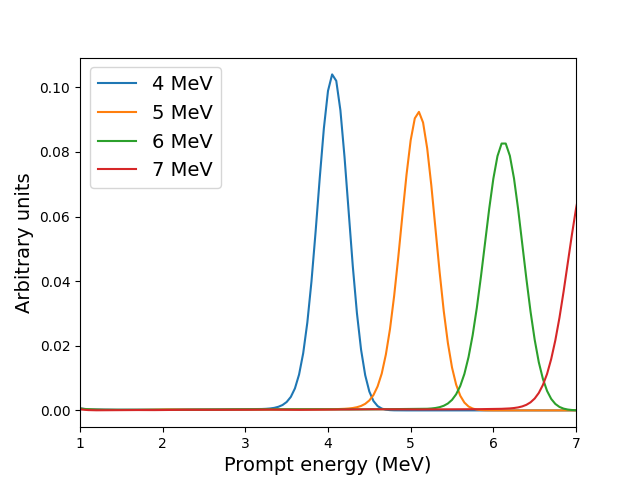 4 MeV
5 MeV
6 MeV
7 MeV
0.10
0.08
0.06
0.04
0.02
0.00
Arbitrary units
1 2 3 4 5 6 7
Prompt energy (MeV)